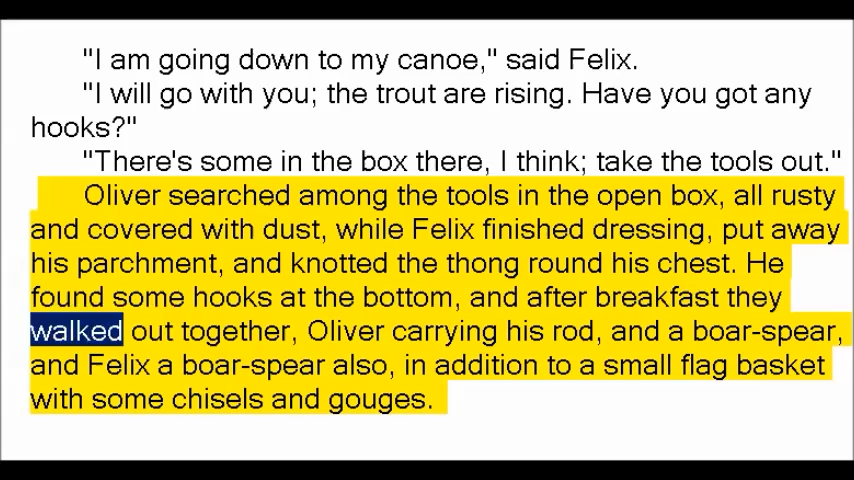 "I am going down to my canoe," said Felix.
"I will go with you; the trout are rising. Have you got any
hooks?"
"There's some in the box there, I think; take the tools out."
Oliver searched among the tools in the open box, all rusty
and covered with dust, while Felix finished dressing, put away
his parchment, and knotted the thong round his chest. He
found some hooks at the bottom, and after breakfast they
walked out together, Oliver carrying his rod, and a boar-spear,
and Felix a boar-spear also, in addition to a small flag basket
with some chisels and gouges.